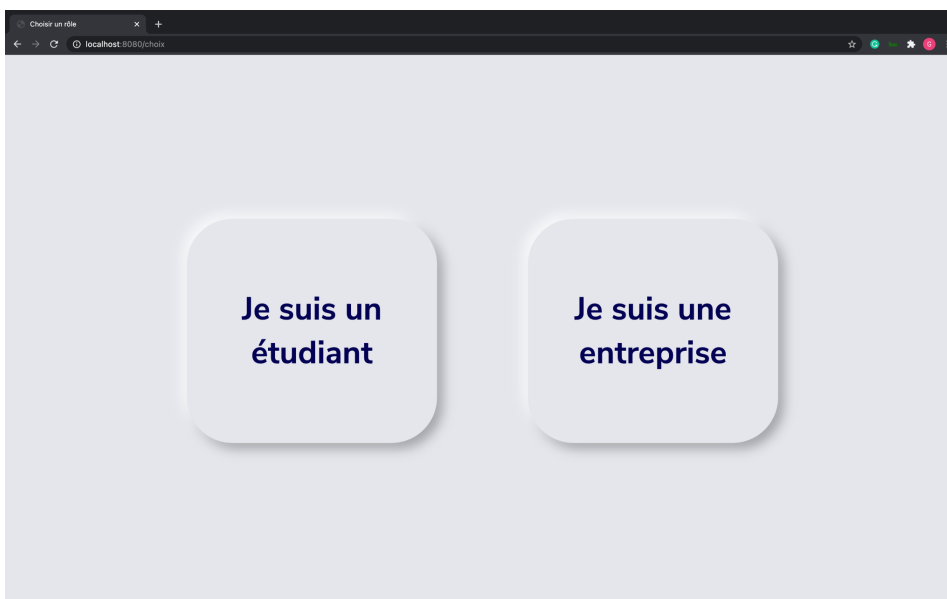 Choisir un rôle
localhost:8080/choix
G
G
Je suis un
étudiant
Je suis une
entreprise